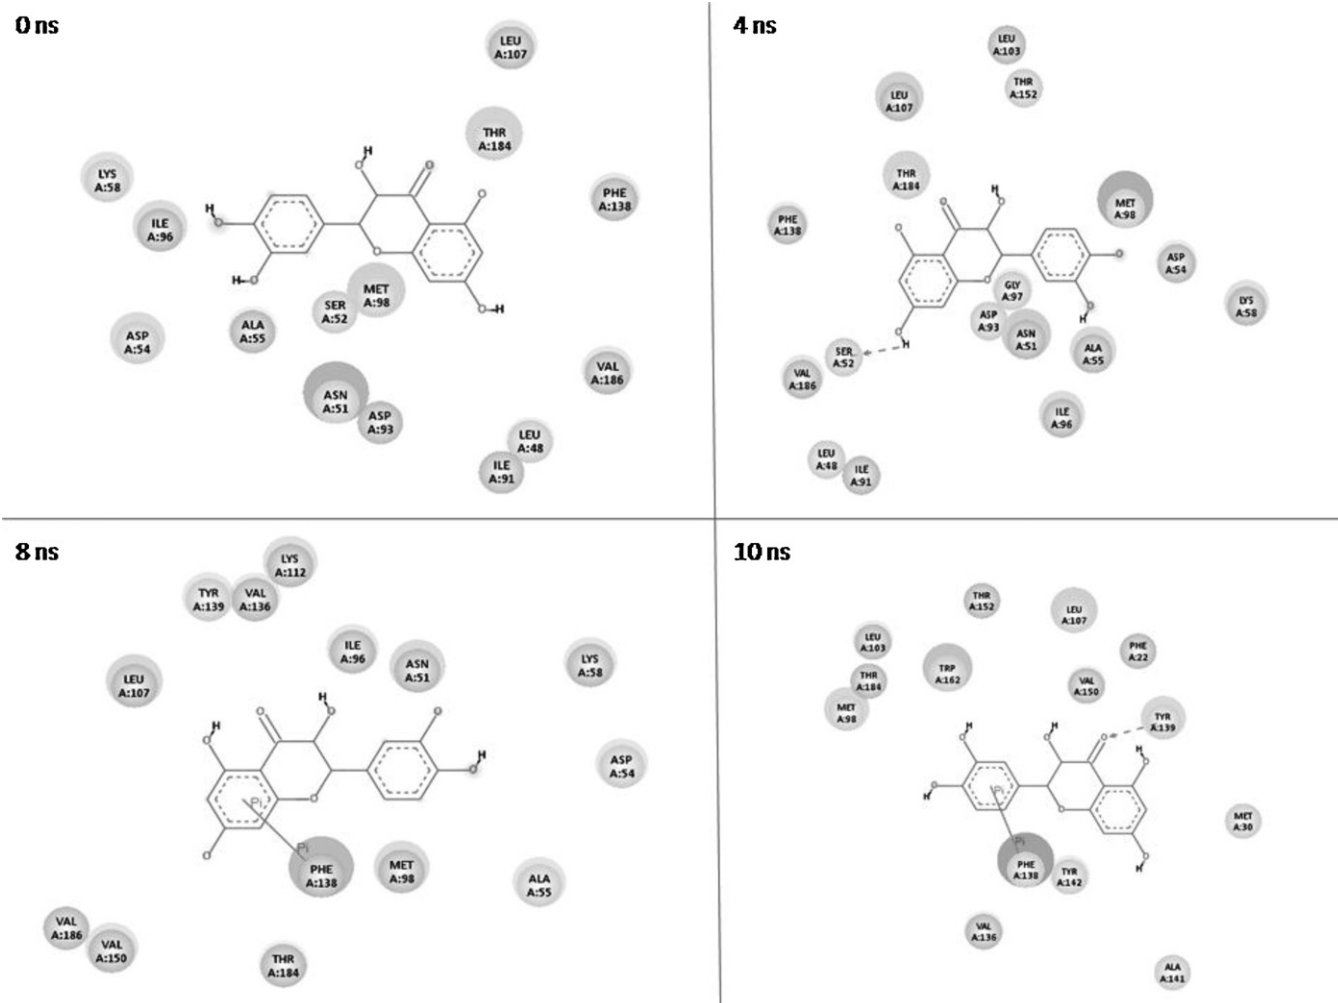 0 ns
LEU
A:107
THR
A:184
LYS
A:58
ILE
A:96
PHE
A:138
H
O
O
O
H
O
H
O
O
O
H
MET
A:98
SER
A:52
ALA
A:55
ASP
A:54
ASN
A:51
ASP
A:93
VAL
A:186
LEU
A:48
ILE
A:91
4 ns
LEU
A:103
THR
A:152
LEU
A:107
THR
A:184
MET
A:98
PHE
A:138
ASP
A:54
LYS
A:58
H
O
O
O
O
O
O
H
O
H
GLY
A:97
ASP
A:93
ASN
A:51
ALA
A:55
SER
A:52
VAL
A:186
ILE
A:96
LEU
A:48
ILE
A:91
8 ns
LYS
A:112
TYR
A:139
VAL
A:136
ILE
A:96
ASN
A:51
LYS
A:58
LEU
A:107
ASP
A:54
H
O
O
H
O
O
H
O
O
O
Pi
Pi
PHE
A:138
MET
A:98
ALA
A:55
VAL
A:186
VAL
A:150
THR
A:184
10 ns
THR
A:152
LEU
A:107
LEU
A:103
PHE
A:22
TRP
A:162
THR
A:184
VAL
A:150
MET
A:98
TYR
A:139
H
O
H
O
O
H
O
H
O
O
O
H
Pi
Pi
MET
A:30
PHE
A:138
TYR
A:142
VAL
A:136
ALA
A:141